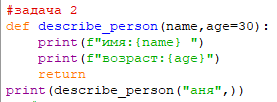 #задача 2
def describe_person(name,age=30):
    print(f"имя:{name} ")
    print(f"возраст:{age}")
    return
print(describe_person("аня",))